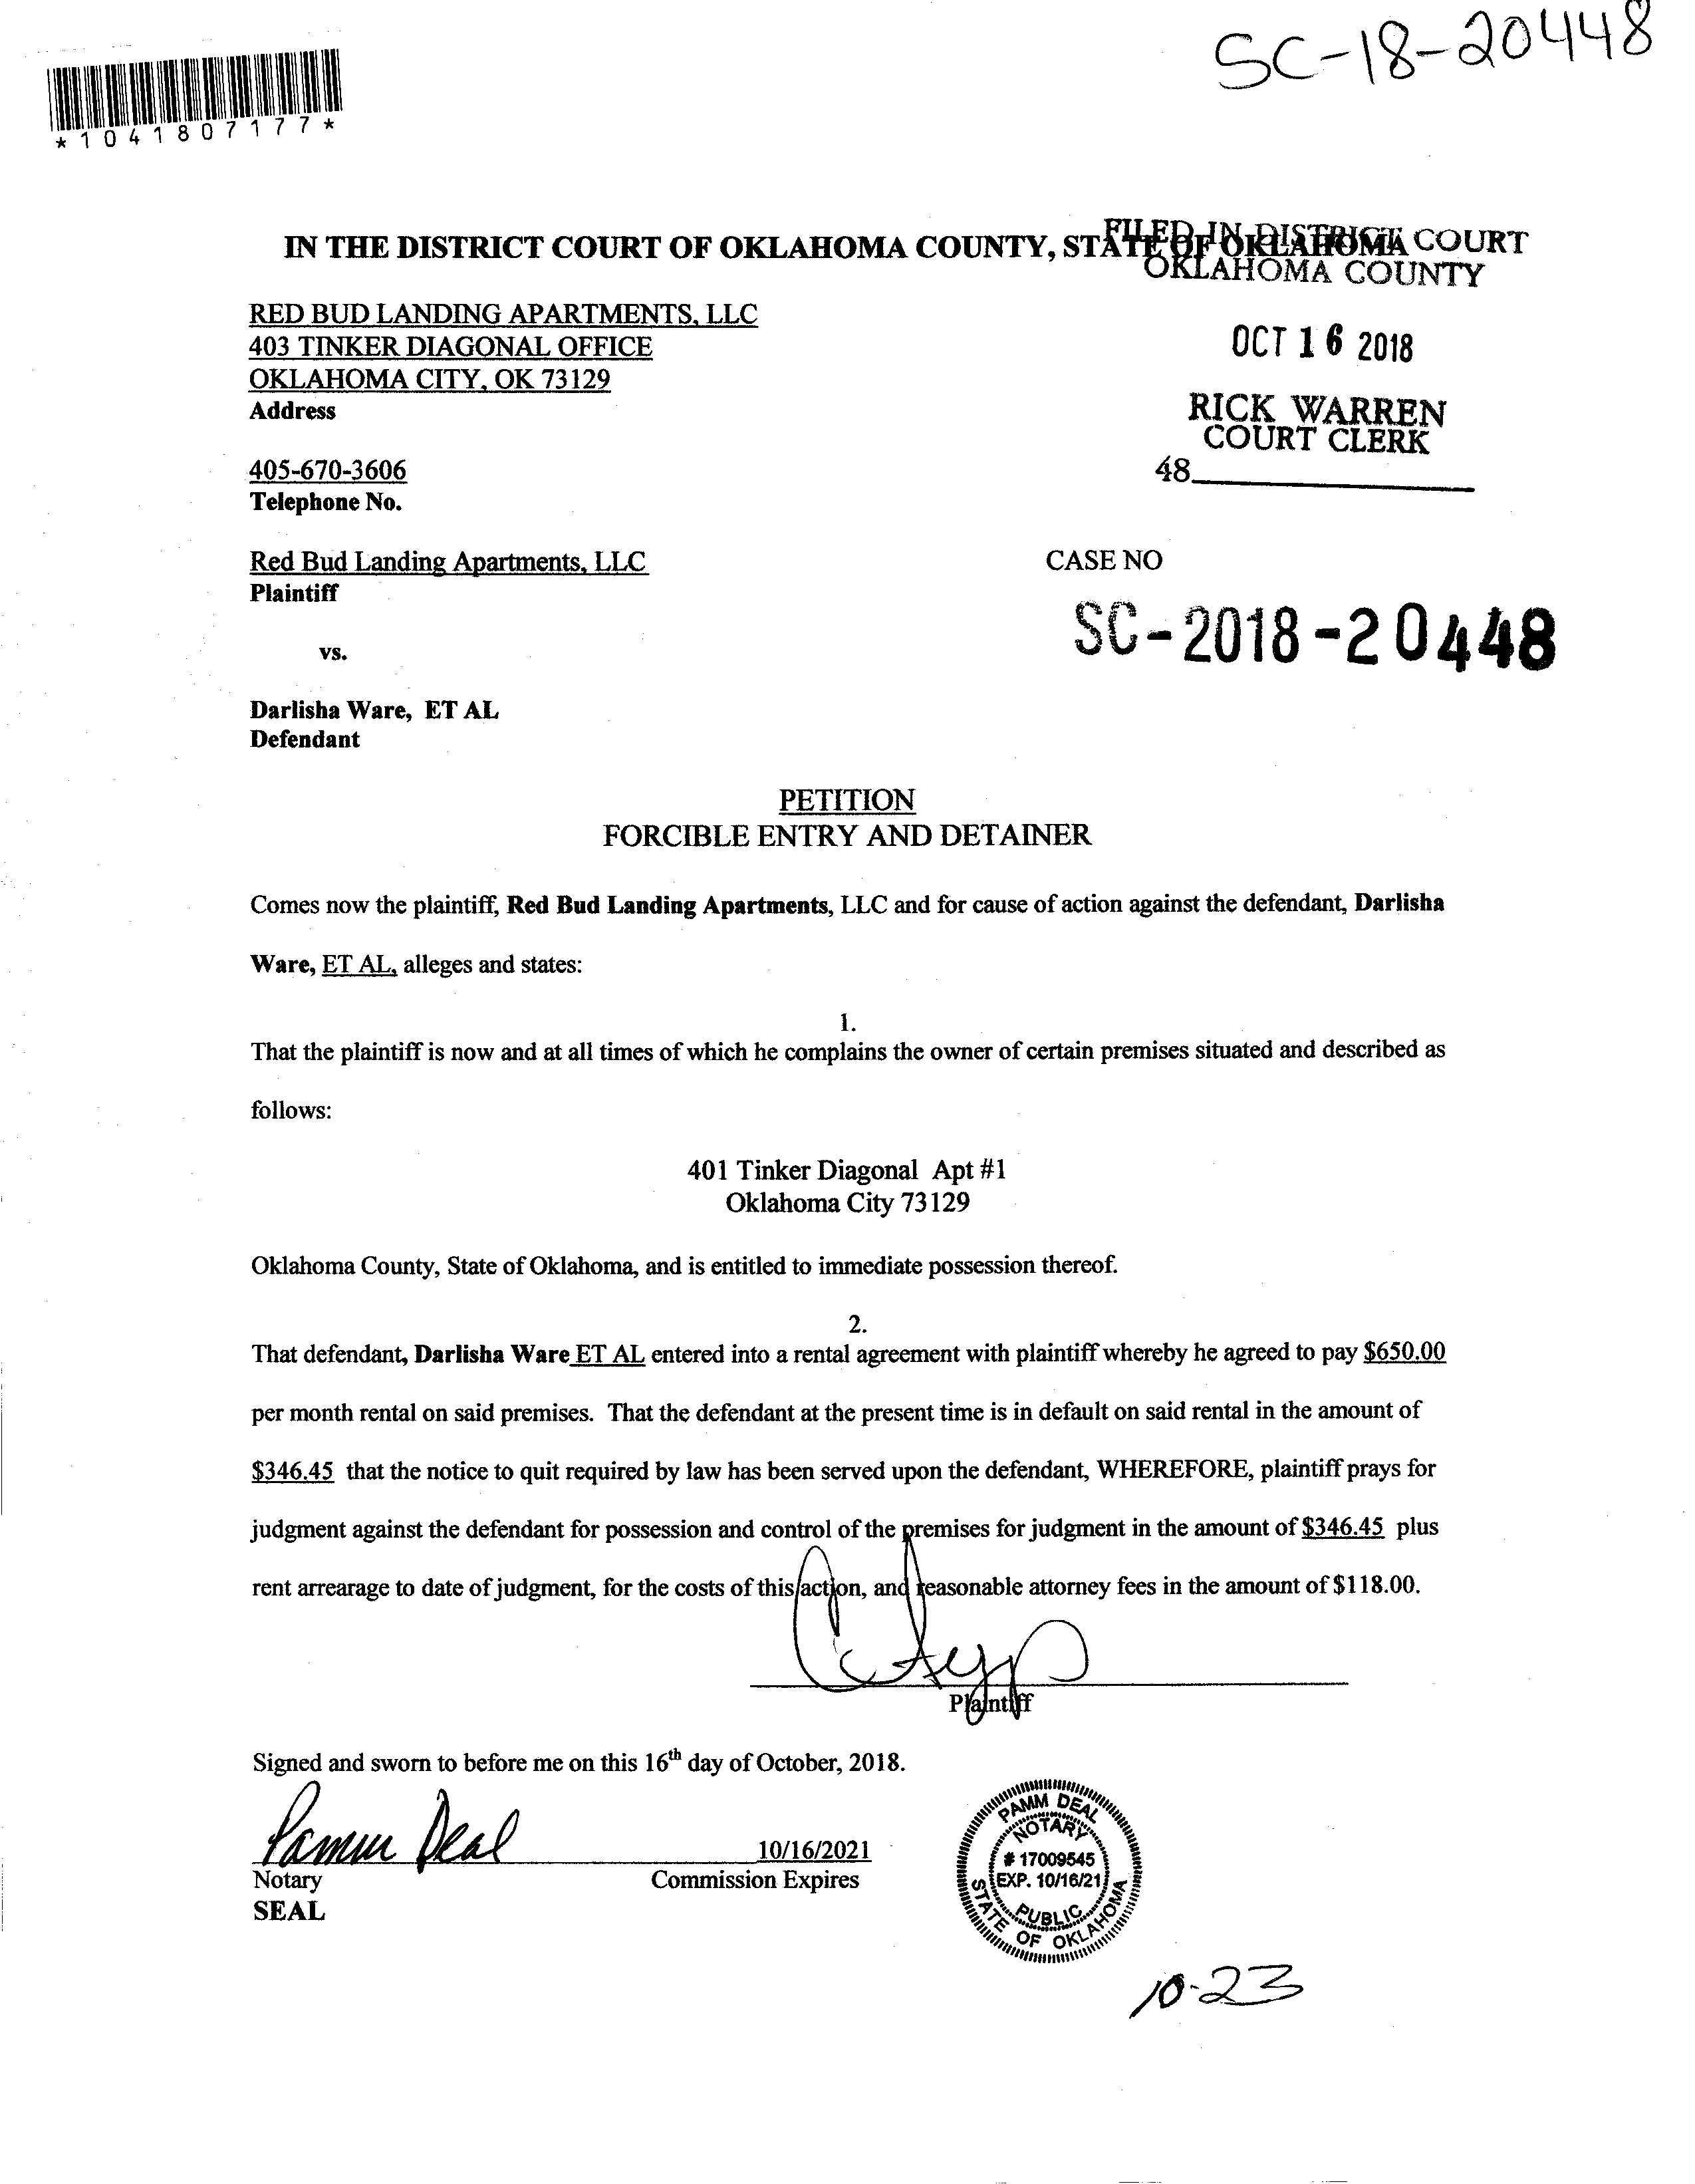 SC-18-20448
*1041807177*
IN THE DISTRICT COURT OF OKLAHOMA COUNTY, STATE OF OKLAHOMA
FILED IN DISTRICT COURT
OKLAHOMA COUNTY
RED BUD LANDING APARTMENTS, LLC
403 TINKER DIAGONAL OFFICE
OKLAHOMA CITY, OK 73129
Address
OCT 16 2018
RICK WARREN
COURT CLERK
48
405-670-3606
Telephone No.
Red Bud Landing Apartments, LLC
Plaintiff
CASE NO
SC-2018-20448
vs.
Darlisha Ware, ET AL
Defendant
PETITION
FORCIBLE ENTRY AND DETAINER
Comes now the plaintiff, Red Bud Landing Apartments, LLC and for cause of action against the defendant, Darlisha
Ware, ET AL, alleges and states:
1.
That the plaintiff is now and at all times of which he complains the owner of certain premises situated and described as
follows:
401 Tinker Diagonal Apt #1
Oklahoma City 73129
Oklahoma County, State of Oklahoma, and is entitled to immediate possession thereof.
2.
That defendant, Darlisha Ware ET AL entered into a rental agreement with plaintiff whereby he agreed to pay $650.00
per month rental on said premises. That the defendant at the present time is in default on said rental in the amount of
$346.45 that the notice to quit required by law has been served upon the defendant, WHEREFORE, plaintiff prays for
judgment against the defendant for possession and control of the premises for judgment in the amount of $346.45 plus
rent arrearage to date of judgment, for the costs of this action, and reasonable attorney fees in the amount of $118.00.
Plaintiff
Signed and sworn to before me on this 16th day of October, 2018.
Pamm Deal
10/16/2021
Notary
Commission Expires
SEAL
PAMM DEAL
NOTARY
# 17009545
EXP. 10/16/21
PUBLIC
STATE OF OKLAHOMA
10-23